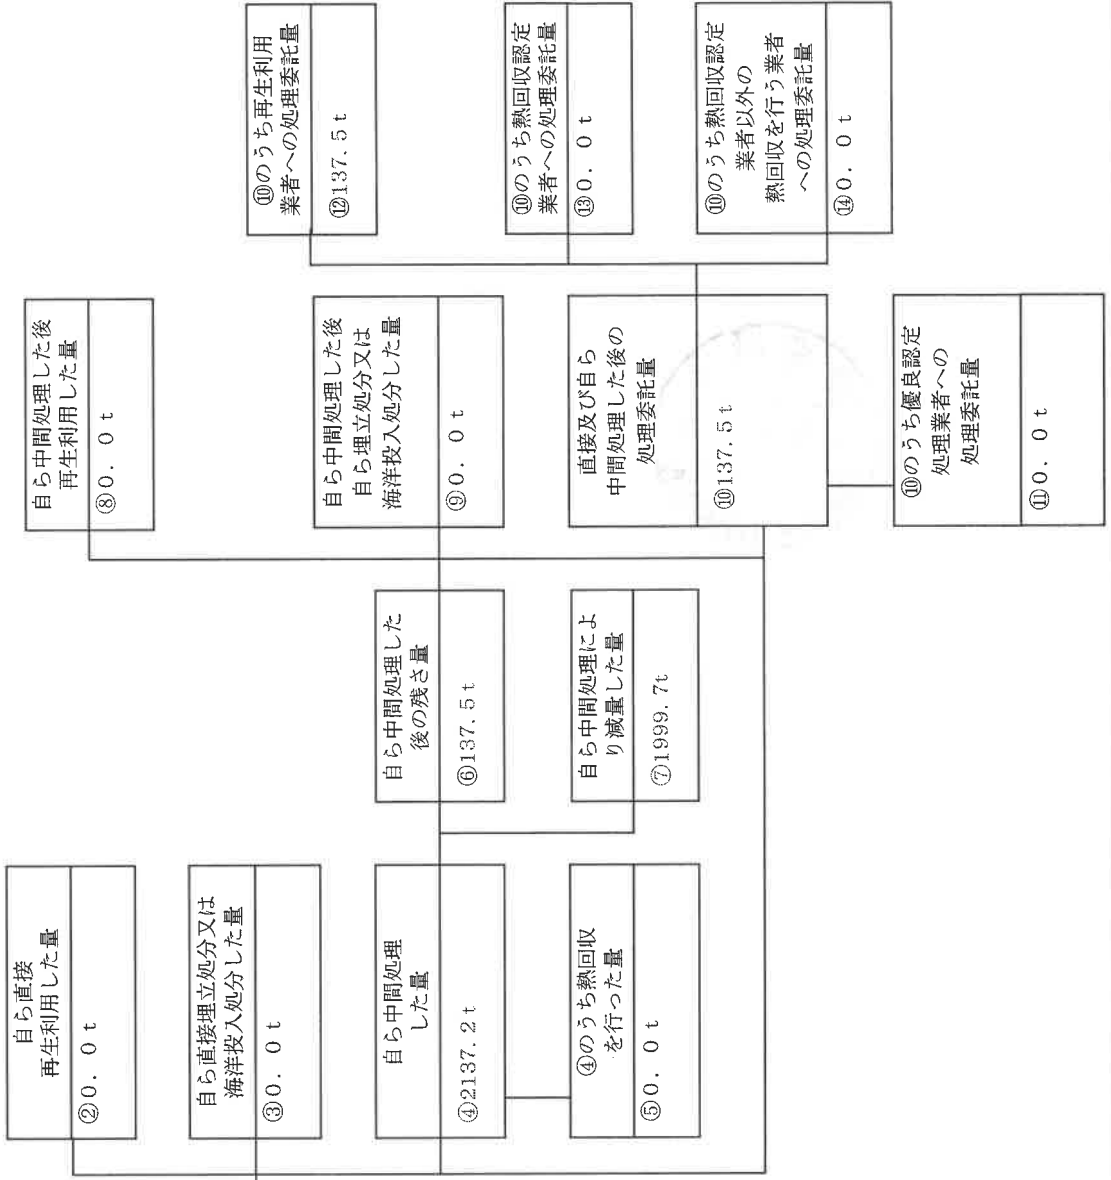 自ら直接
再生利用した量
②0.0t
自ら直接埋立処分又は
海洋投入処分した量
③0.0t
自ら中間処理
した量
④2137.2t
④のうち熱回収
を行った量
⑤0.0t
自ら中間処理した
後の残さ量
⑥137.5t
自ら中間処理によ
り減量した量
⑦1999.7t
自ら中間処理した後
再生利用した量
⑧0.0t
自ら中間処理した後
自ら埋立処分又は
海洋投入処分した量
⑨0.0t
直接及び自ら
中間処理した後の
処理委託量
⑩137.5t
⑩のうち優良認定
処理業者への
処理委託量
⑪0.0t
⑩のうち再生利用
業者への処理委託量
⑫137.5t
⑩のうち熱回収認定
業者への処理委託量
⑬0.0t
⑩のうち熱回収認定
業者以外の
熱回収を行う業者
への処理委託量
⑭0.0t